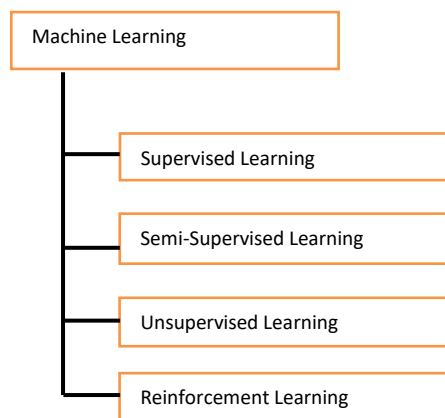 Machine Learning
Supervised Learning
Semi-Supervised Learning
Unsupervised Learning
Reinforcement Learning